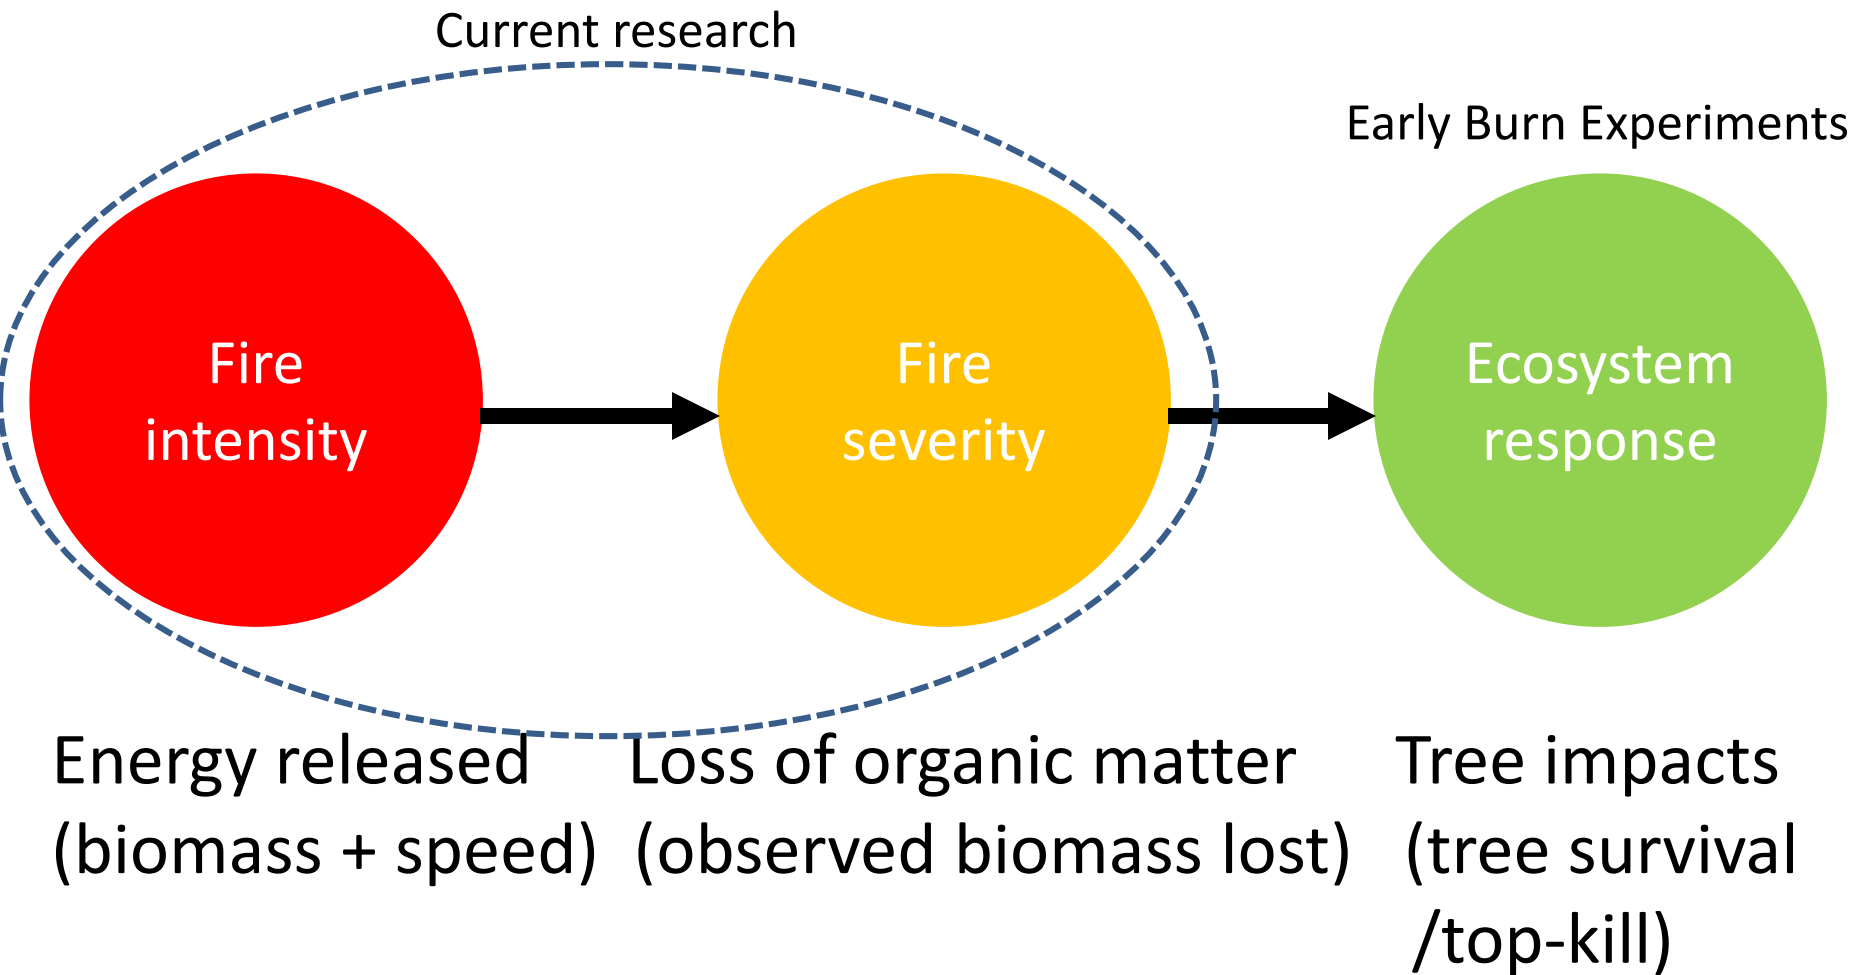 Current research
Early Burn Experiments
Fire
intensity
Fire
severity
Ecosystem
response
Energy released
(biomass + speed)
Loss of organic matter
(observed biomass lost)
Tree impacts
(tree survival
/top-kill)